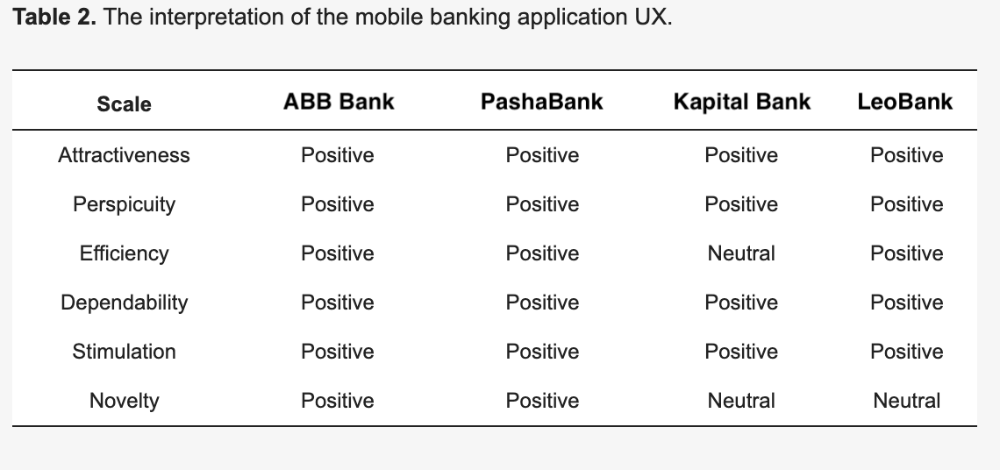 Table 2. The interpretation of the mobile banking application UX.
Scale ABB Bank PashaBank Kapital Bank LeoBank
Attractiveness Positive Positive Positive Positive
Perspicuity Positive Positive Positive Positive
Efficiency Positive Positive Neutral Positive
Dependability Positive Positive Positive Positive
Stimulation Positive Positive Positive Positive
Novelty Positive Positive Neutral Neutral